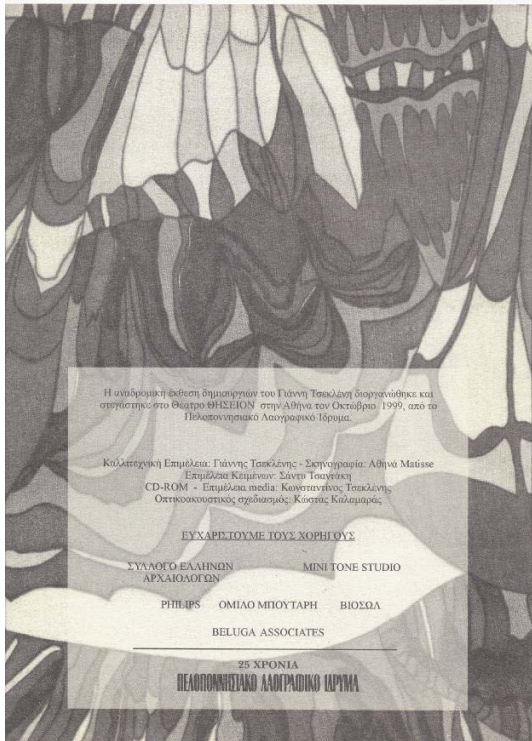 Η αναδρομική έκθεση δημιουργιών του Γιάννη Τσεκλένη διοργανώθηκε και
στεγάστηκε στο Θέατρο ΘΗΣΕΙΟΝ στην Αθήνα τον Οκτώβριο 1999, από το
Πελοποννησιακό Λαογραφικό Ίδρυμα.
Καλλιτεχνική Επιμέλεια: Γιάννης Τσεκλένης - Σκηνογραφία: Αθηνά Matisse
Επιμέλεια Κειμένων: Σάντυ Τσαντάκη
CD-ROM - Επιμέλεια media: Κωνσταντίνος Τσεκλένης
Οπτικοακουστικός σχεδιασμός: Κώστας Καλαμαράς
ΕΥΧΑΡΙΣΤΟΥΜΕ ΤΟΥΣ ΧΟΡΗΓΟΥΣ
ΣΥΛΛΟΓΟ ΕΛΛΗΝΩΝ MINI TONE STUDIO
ΑΡΧΑΙΟΛΟΓΩΝ
PHILIPS ΟΜΙΛΟ ΜΠΟΥΤΑΡΗ ΒΙΟΣΩΛ
BELUGA ASSOCIATES
25 ΧΡΟΝΙΑ
ΠΕΛΟΠΟΝΝΗΣΙΑΚΟ ΛΑΟΓΡΑΦΙΚΟ ΙΔΡΥΜΑ